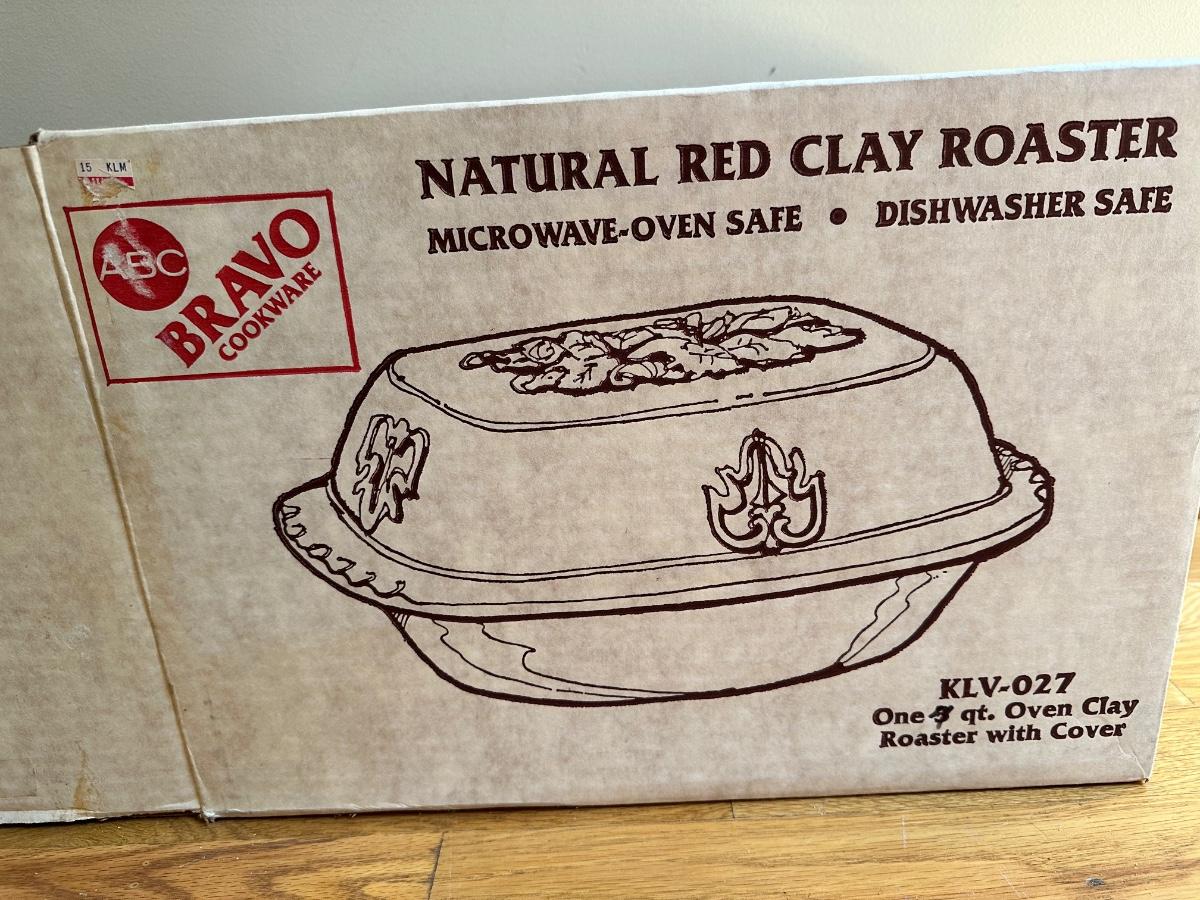 15 KLM
ABC
BRAVO
COOKWARE
NATURAL RED CLAY ROASTER
MICROWAVE-OVEN SAFE • DISHWASHER SAFE
KLV-027
One qt. Oven Clay
Roaster with Cover